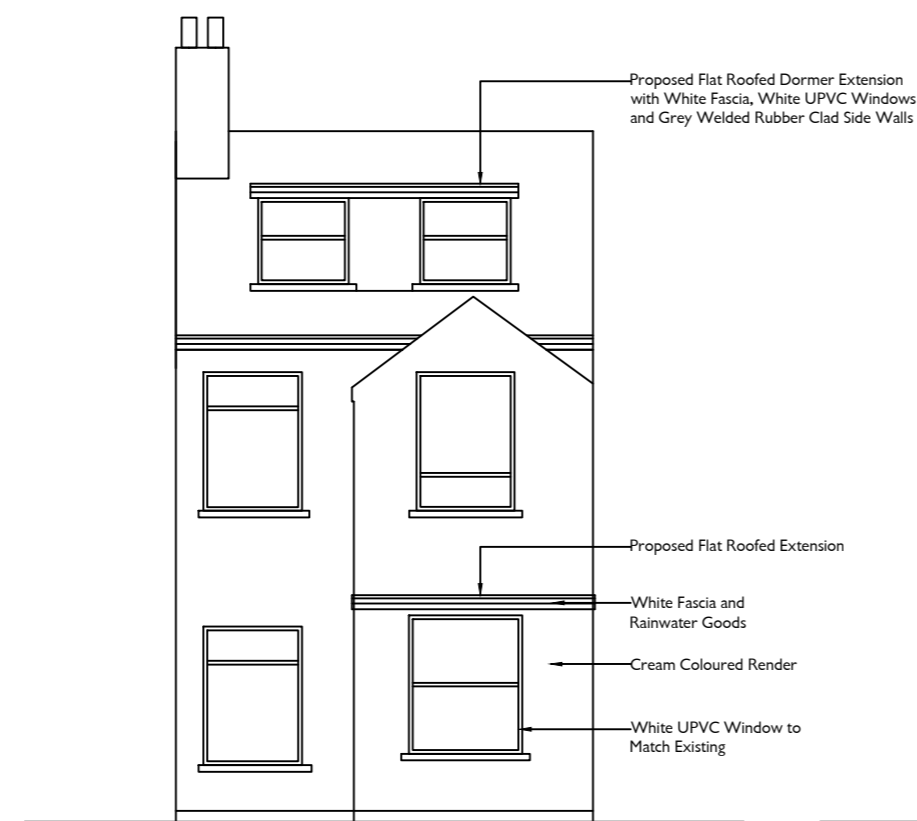 Proposed Flat Roofed Dormer Extension
with White Fascia, White UPVC Windows
and Grey Welded Rubber Clad Side Walls
Proposed Flat Roofed Extension
White Fascia and
Rainwater Goods
Cream Coloured Render
White UPVC Window to
Match Existing